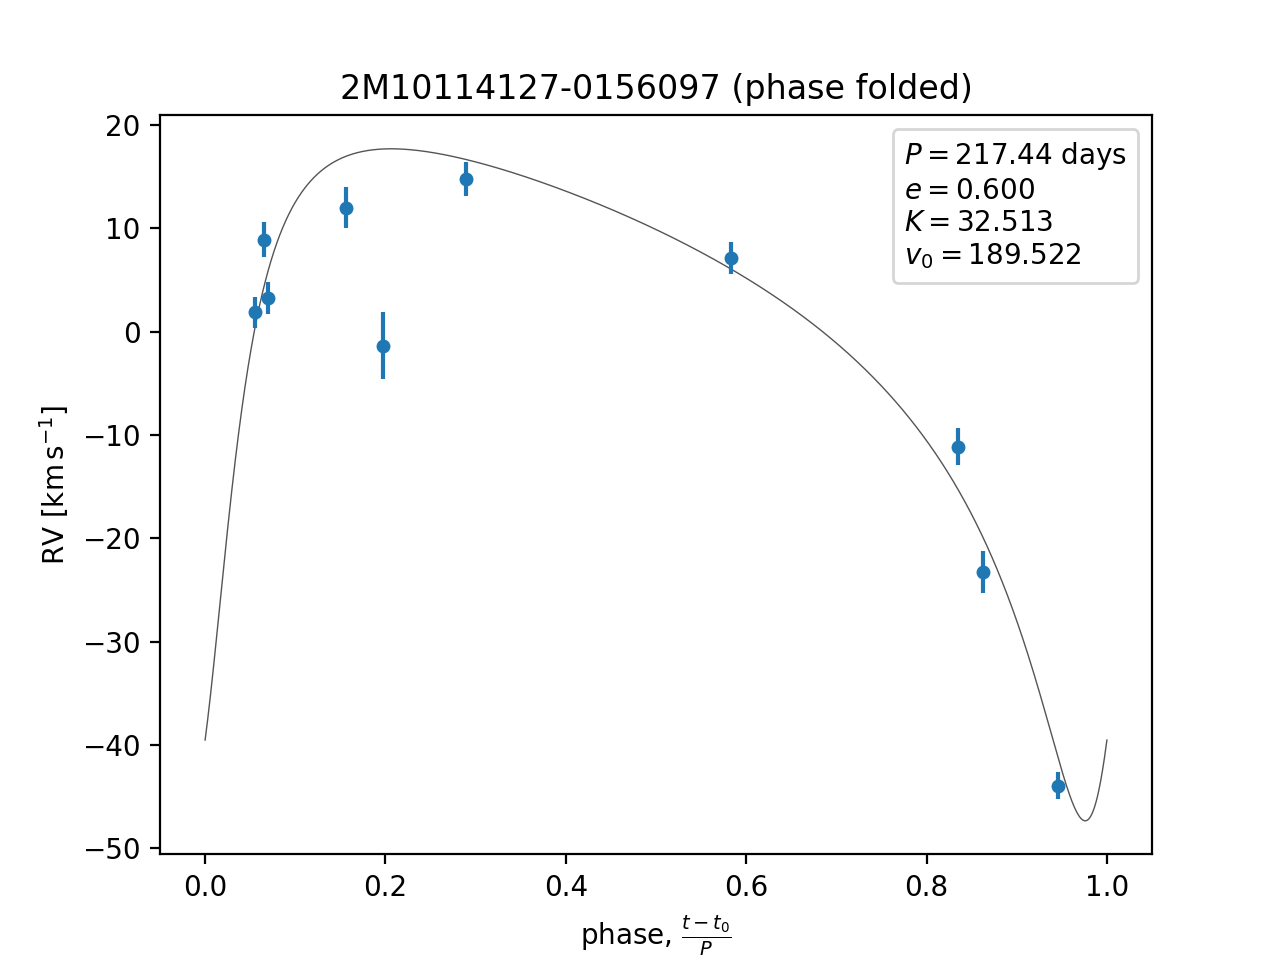 2M10114127-0156097 (phase folded)
P = 217.44 days
e = 0.600
K = 32.513
v₀ = 189.522
20
10
0
−10
−20
−30
−40
−50
RV [km s⁻¹]
0.0 0.2 0.4 0.6 0.8 1.0
phase, (t − t₀)/P